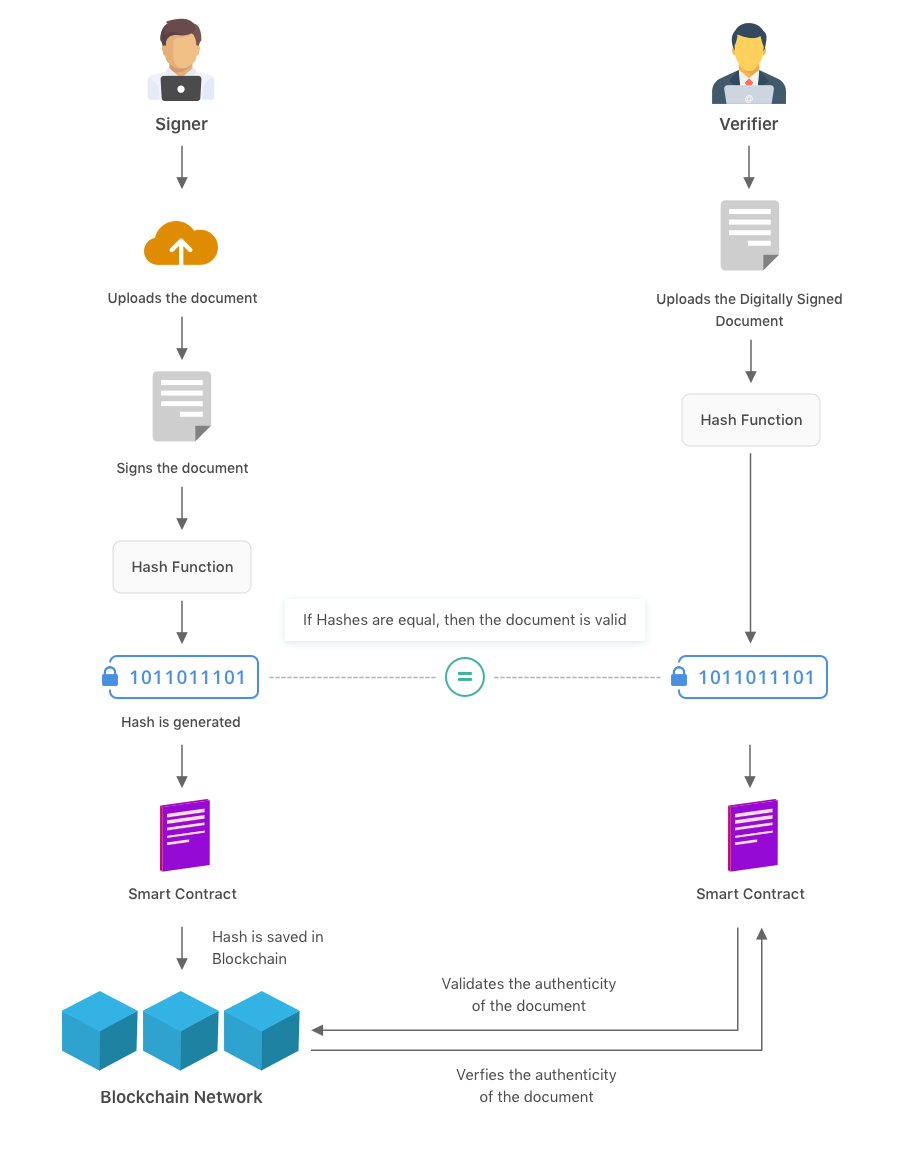 Signer
Verifier
Uploads the document
Uploads the Digitally Signed
Document
Signs the document
Hash Function
Hash Function
If Hashes are equal, then the document is valid
1011011101
=
1011011101
Hash is generated
Smart Contract
Smart Contract
Hash is saved in
Blockchain
Validates the authenticity
of the document
Verfies the authenticity
of the document
Blockchain Network